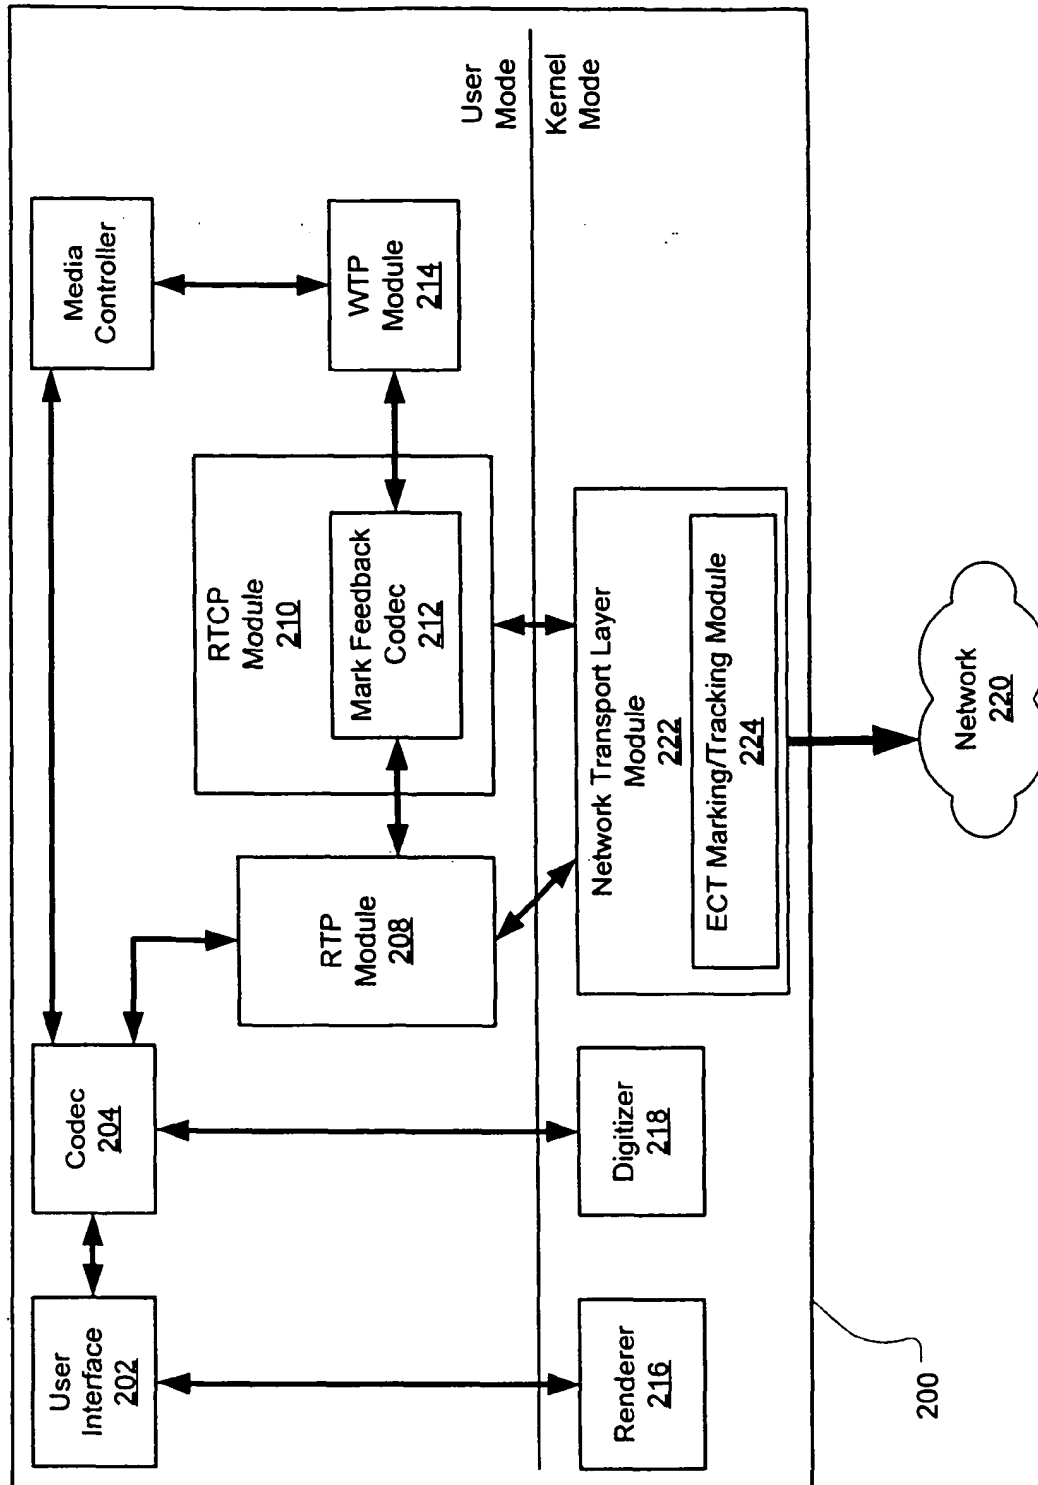 User
Interface
202
Codec
204
Media
Controller
RTP
Module
208
RTCP
Module
210
Mark Feedback
Codec
212
WTP
Module
214
User
Mode
Kernel
Mode
Renderer
216
Digitizer
218
Network Transport Layer
Module
222
ECT Marking/Tracking Module
224
Network
220
200